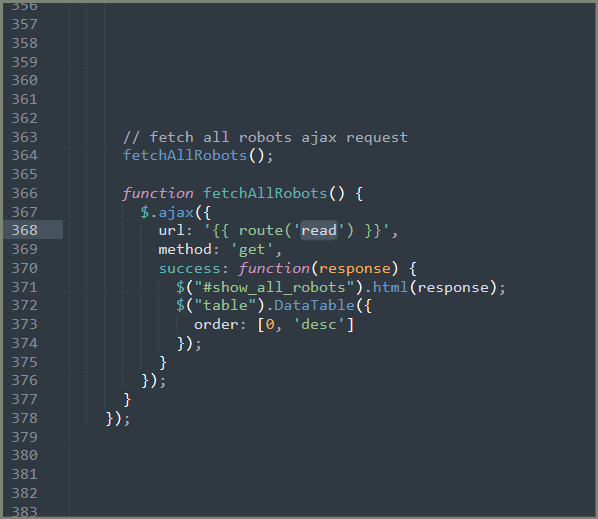 356
357
358
359
360
361
362
363 // fetch all robots ajax request
364 fetchAllRobots();
365
366 function fetchAllRobots() {
367 $.ajax({
368 url: '{{ route('read') }}',
369 method: 'get',
370 success: function(response) {
371 $("#show_all_robots").html(response);
372 $("table").DataTable({
373 order: [0, 'desc']
374 });
375 }
376 });
377 }
378 });
379
380
381
382
383